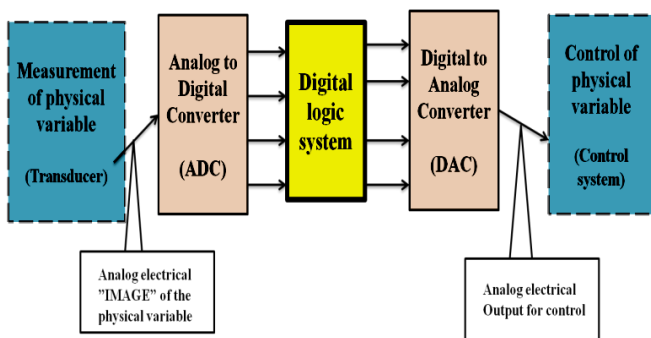 Measurement
of physical
variable
(Transducer)
Analog to
Digital
Converter
(ADC)
Digital
logic
system
Digital to
Analog
Converter
(DAC)
Control of
physical
variable
(Control
system)
Analog electrical
”IMAGE” of the
physical variable
Analog electrical
Output for control